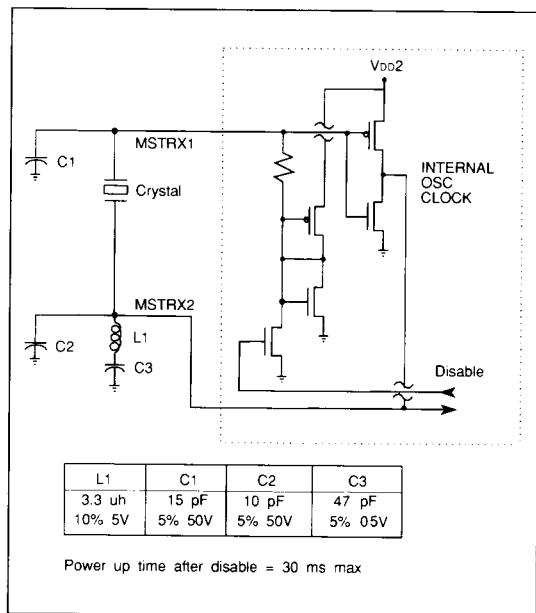 VDD2
MSTRX1
C1
Crystal
INTERNAL
OSC
CLOCK
MSTRX2
L1
C2
C3
Disable
L1 C1 C2 C3
3.3 uh 15 pF 10 pF 47 pF
10% 5V 5% 50V 5% 50V 5% 05V
Power up time after disable = 30 ms max